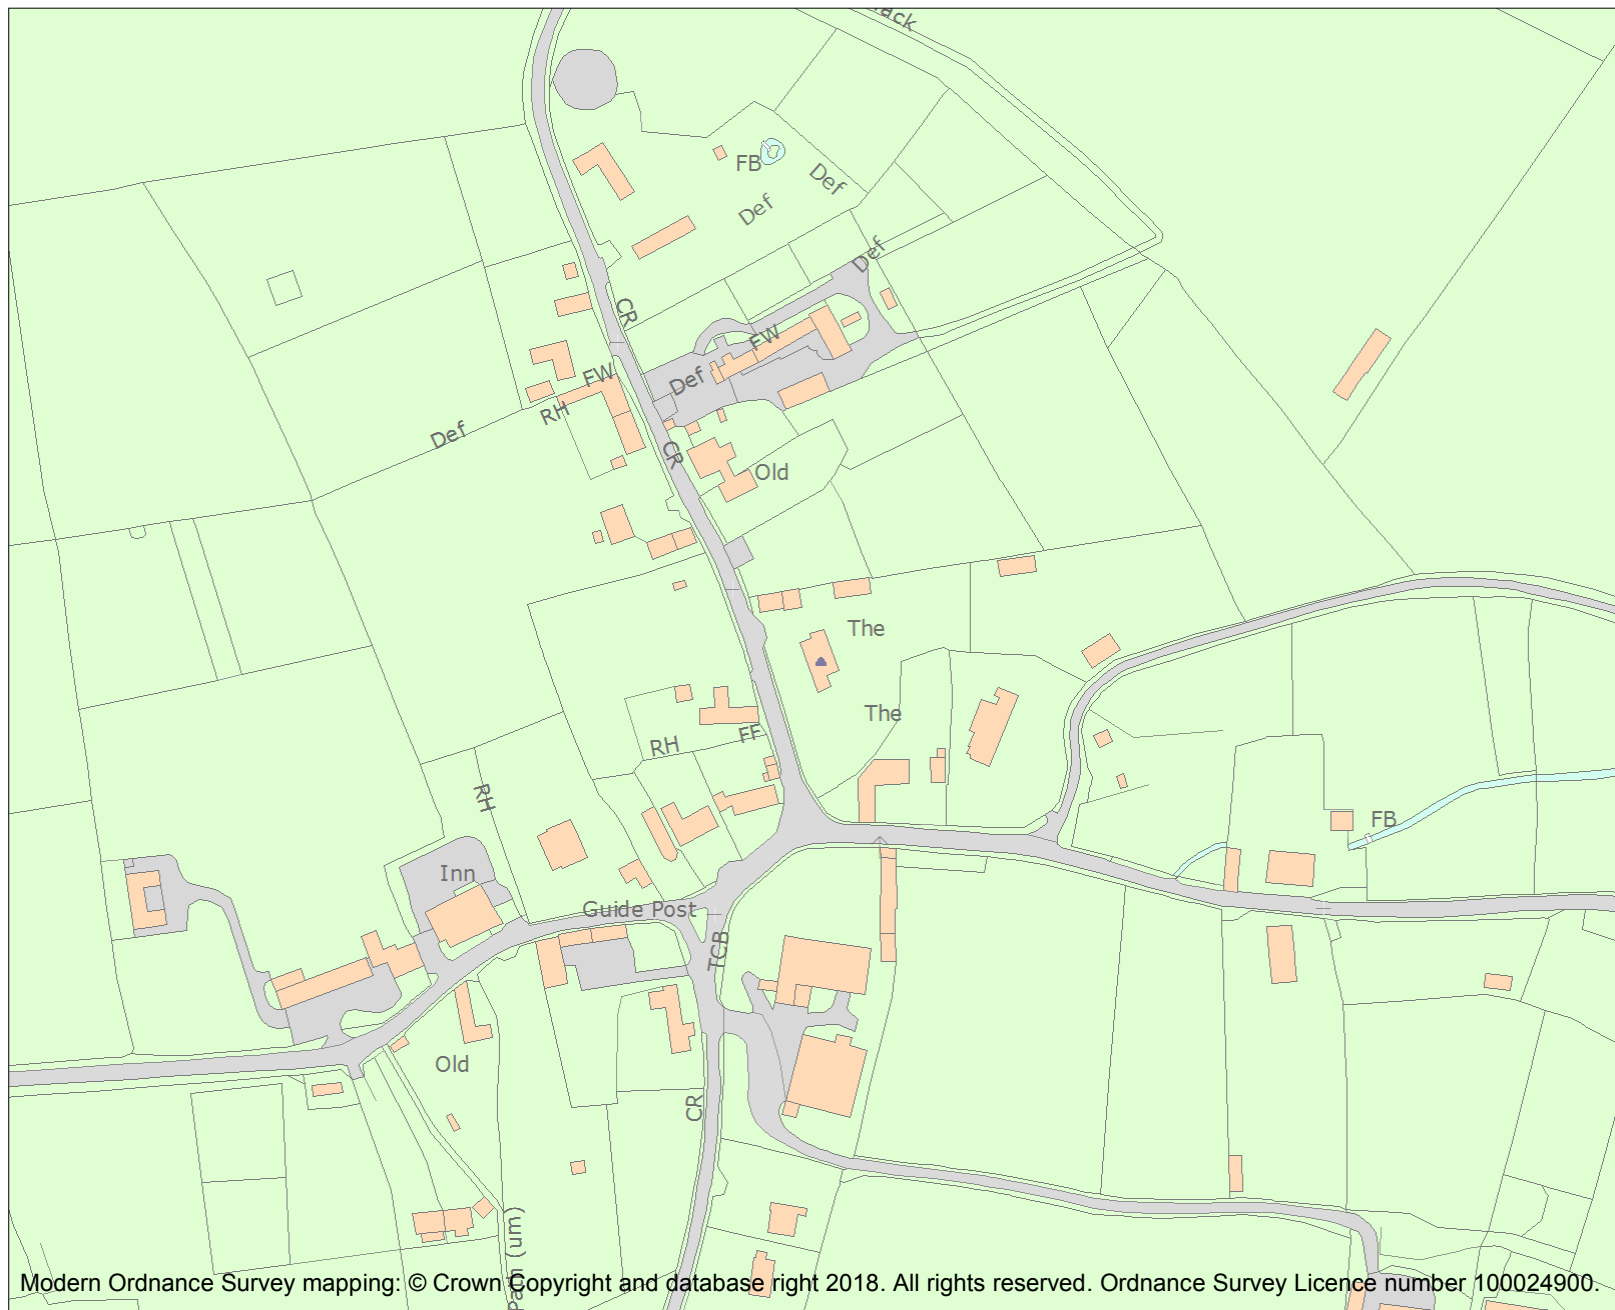 ack
FB
Def
Def
Def
CR
FW
FW
Def
RH
Def
CR
Old
The
The
RH
FF
RH
FB
Inn
Guide Post
TCB
Old
CR
Path (um)
Modern Ordnance Survey mapping: © Crown Copyright and database right 2018. All rights reserved. Ordnance Survey Licence number 100024900.